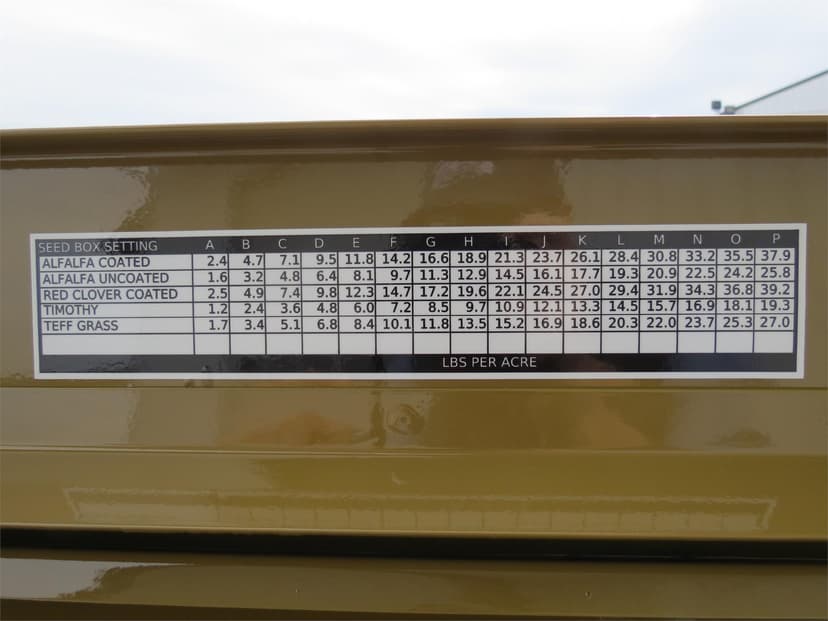 SEED BOX SETTING A B C D E F G H I J K L M N O P
ALFALFA COATED 2.4 4.7 7.1 9.5 11.8 14.2 16.6 18.9 21.3 23.7 26.1 28.4 30.8 33.2 35.5 37.9
ALFALFA UNCOATED 1.6 3.2 4.8 6.4 8.1 9.7 11.3 12.9 14.5 16.1 17.7 19.3 20.9 22.5 24.2 25.8
RED CLOVER COATED 2.5 4.9 7.4 9.8 12.3 14.7 17.2 19.6 22.1 24.5 27.0 29.4 31.9 34.3 36.8 39.2
TIMOTHY 1.2 2.4 3.6 4.8 6.0 7.2 8.5 9.7 10.9 12.1 13.3 14.5 15.7 16.9 18.1 19.3
TEFF GRASS 1.7 3.4 5.1 6.8 8.4 10.1 11.8 13.5 15.2 16.9 18.6 20.3 22.0 23.7 25.3 27.0
LBS PER ACRE